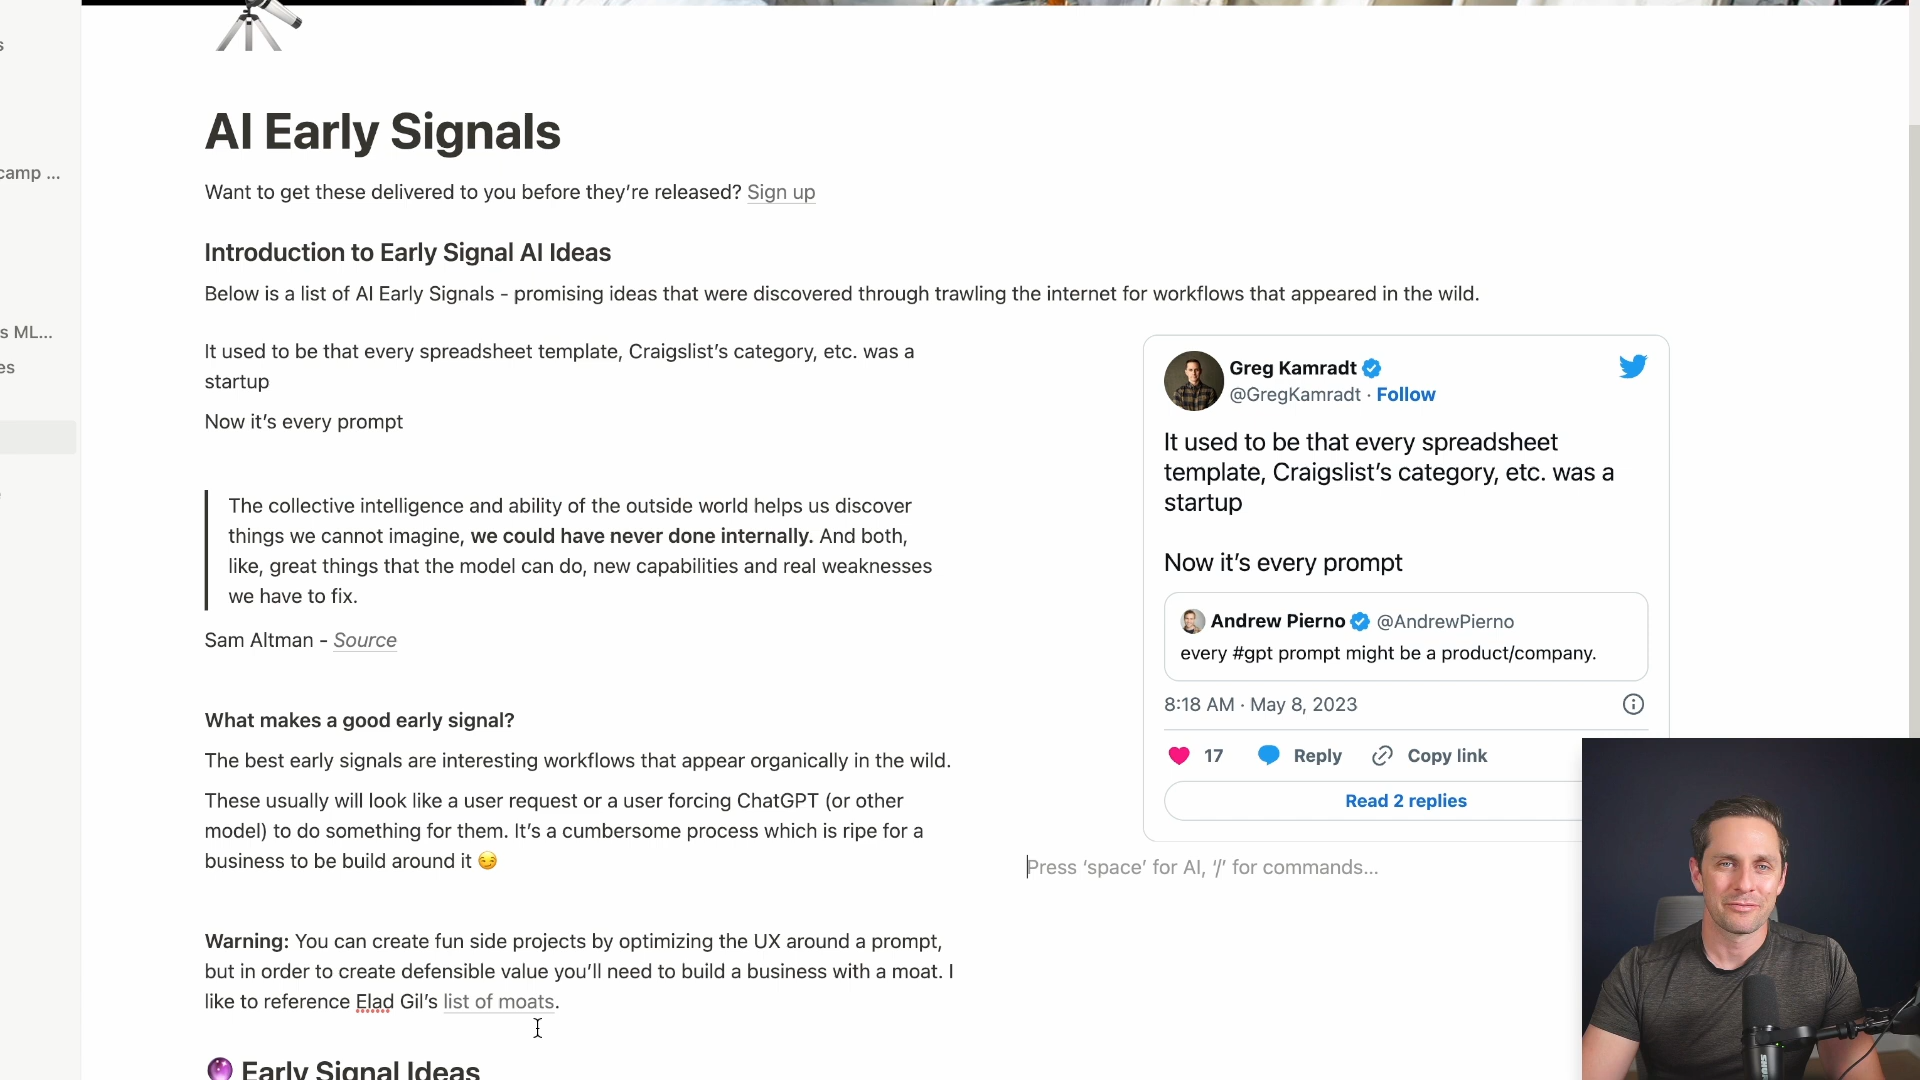 s
camp ...
s ML...
es
AI Early Signals
Want to get these delivered to you before they're released? Sign up
Introduction to Early Signal AI Ideas
Below is a list of AI Early Signals - promising ideas that were discovered through trawling the internet for workflows that appeared in the wild.
It used to be that every spreadsheet template, Craigslist's category, etc. was a
startup
Now it's every prompt
The collective intelligence and ability of the outside world helps us discover
things we cannot imagine, we could have never done internally. And both,
like, great things that the model can do, new capabilities and real weaknesses
we have to fix.
Sam Altman - Source
What makes a good early signal?
The best early signals are interesting workflows that appear organically in the wild.
These usually will look like a user request or a user forcing ChatGPT (or other
model) to do something for them. It's a cumbersome process which is ripe for a
business to be build around it 😏
Warning: You can create fun side projects by optimizing the UX around a prompt,
but in order to create defensible value you'll need to build a business with a moat. I
like to reference Elad Gil's list of moats.
🔮 Early Signal Ideas
Greg Kamradt
@GregKamradt · Follow
It used to be that every spreadsheet
template, Craigslist's category, etc. was a
startup
Now it's every prompt
Andrew Pierno @AndrewPierno
every #gpt prompt might be a product/company.
8:18 AM · May 8, 2023
17 Reply Copy link
Read 2 replies
Press 'space' for AI, '/' for commands...